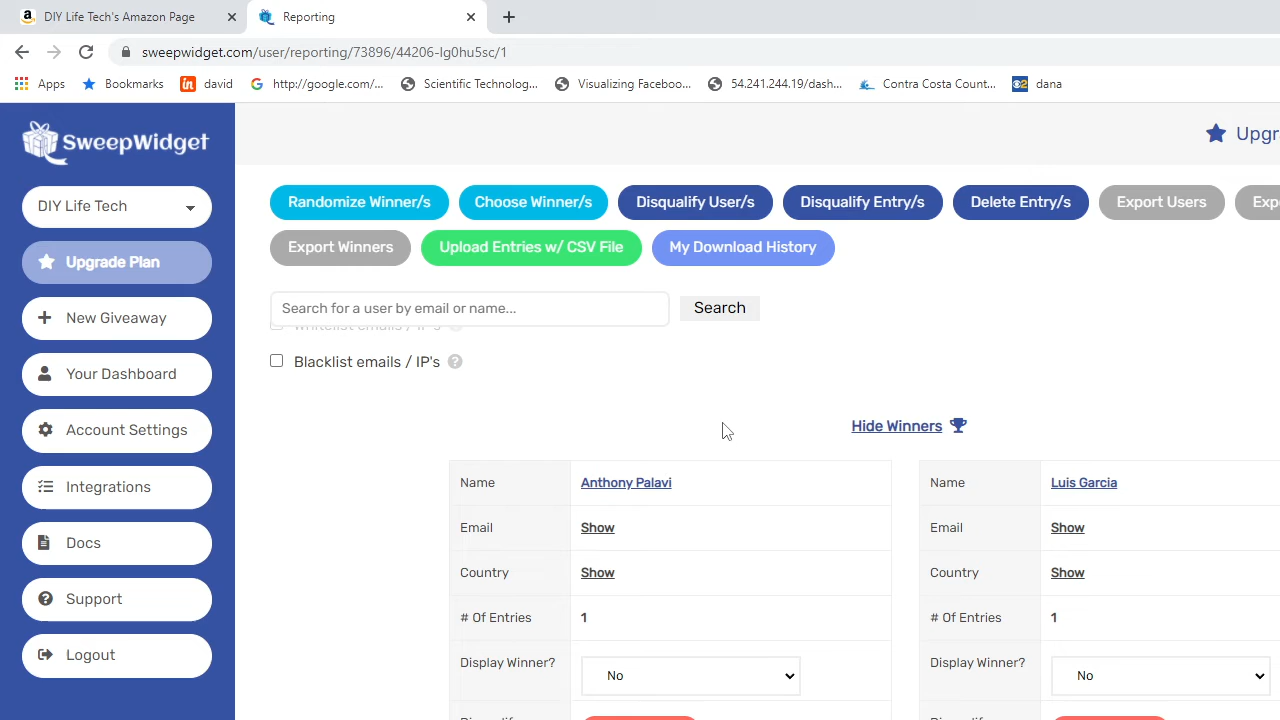 DIY Life Tech's Amazon Page
Reporting
sweepwidget.com/user/reporting/73896/44206-lg0hu5sc/1
Apps Bookmarks david http://google.com/... Scientific Technolog... Visualizing Faceboo... 54.241.244.19/dash... Contra Costa Count... dana
SweepWidget
Upgr
DIY Life Tech
Upgrade Plan
New Giveaway
Your Dashboard
Account Settings
Integrations
Docs
Support
Logout
Randomize Winner/s Choose Winner/s Disqualify User/s Disqualify Entry/s Delete Entry/s Export Users Exp
Export Winners Upload Entries w/ CSV File My Download History
Search for a user by email or name... Search
Whitelist emails / IP's
Blacklist emails / IP's ?
Hide Winners
Name Anthony Palavi Name Luis Garcia
Email Show Email Show
Country Show Country Show
# Of Entries 1 # Of Entries 1
Display Winner? No Display Winner? No